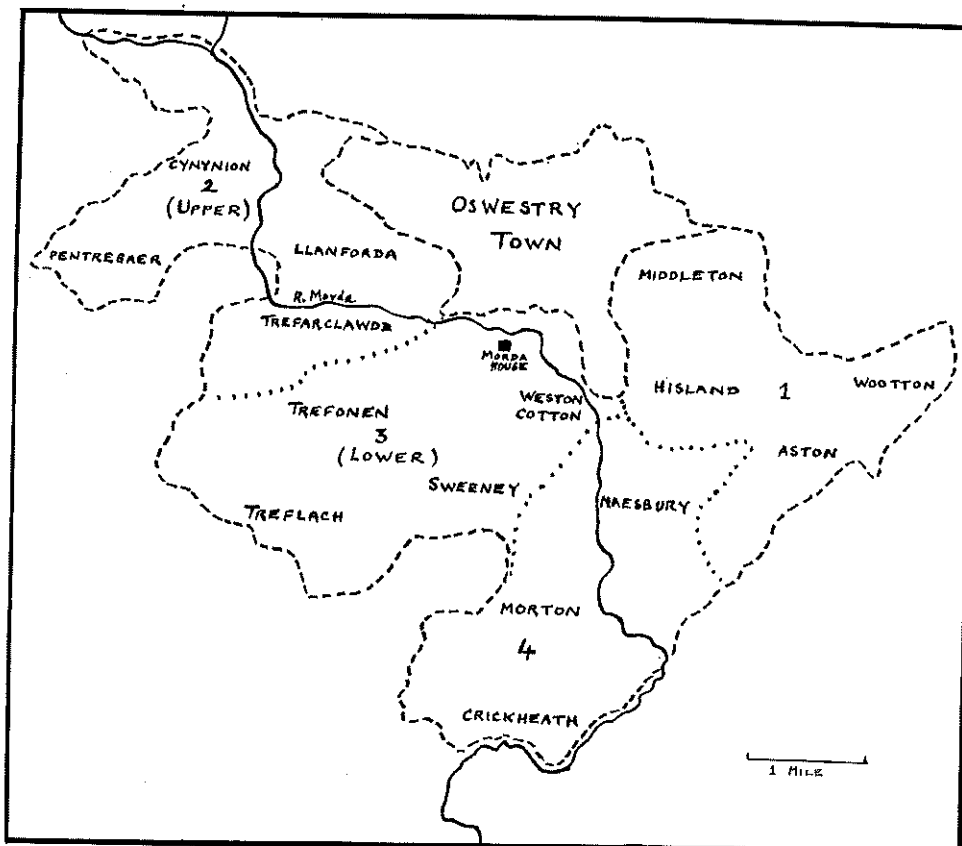 CYNYNION
2
(UPPER)
PENTREGAER
LLANFORDA
OSWESTRY
TOWN
MIDDLETON
R. Morda
TREFARCLAWDD
MORDA
HOUSE
HISLAND
1
WOOTTON
WESTON
COTTON
TREFONEN
3
(LOWER)
ASTON
SWEENEY
MAESBURY
TREFLACH
MORTON
4
CRICKHEATH
1 MILE